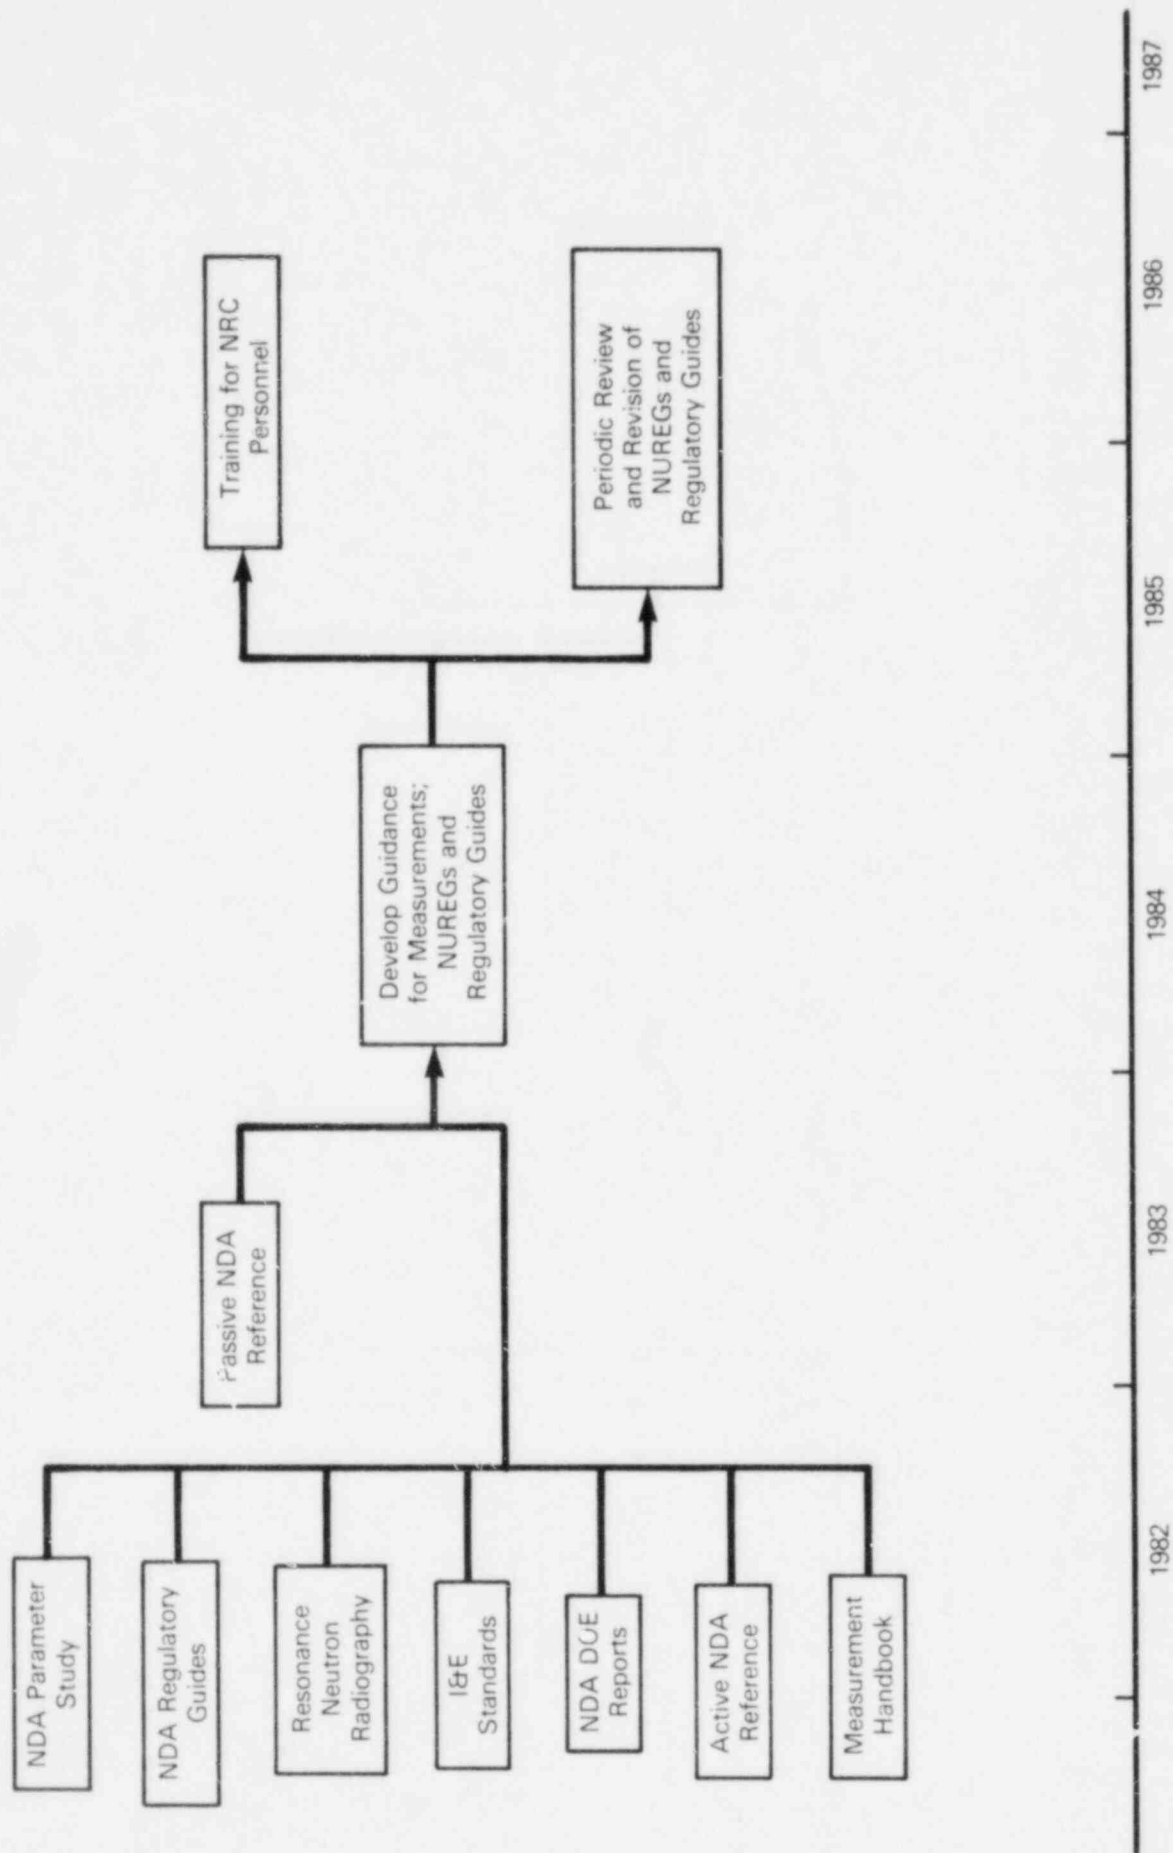 NDA Parameter
Study
NDA Regulatory
Guides
Resonance
Neutron
Radiography
I&E
Standards
NDA DOE
Reports
Active NDA
Reference
Measurement
Handbook
Passive NDA
Reference
Develop Guidance
for Measurements;
NUREGs and
Regulatory Guides
Training for NRC
Personnel
Periodic Review
and Revision of
NUREGs and
Regulatory Guides
1982
1983
1984
1985
1986
1987